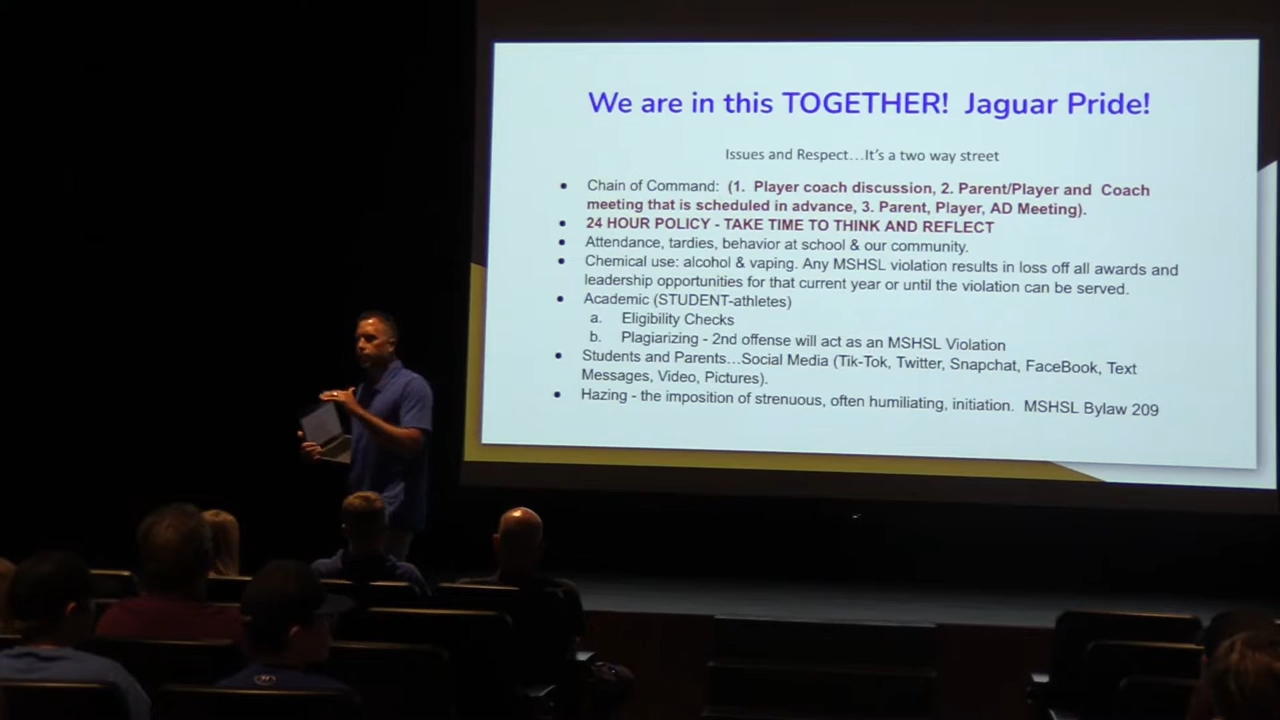 We are in this TOGETHER! Jaguar Pride!
Issues and Respect…It's a two way street
• Chain of Command: (1. Player coach discussion, 2. Parent/Player and Coach
meeting that is scheduled in advance, 3. Parent, Player, AD Meeting).
• 24 HOUR POLICY - TAKE TIME TO THINK AND REFLECT
• Attendance, tardies, behavior at school & our community.
• Chemical use: alcohol & vaping. Any MSHSL violation results in loss off all awards and
leadership opportunities for that current year or until the violation can be served.
• Academic (STUDENT-athletes)
a. Eligibility Checks
b. Plagiarizing - 2nd offense will act as an MSHSL Violation
• Students and Parents…Social Media (Tik-Tok, Twitter, Snapchat, FaceBook, Text
Messages, Video, Pictures).
• Hazing - the imposition of strenuous, often humiliating, initiation. MSHSL Bylaw 209